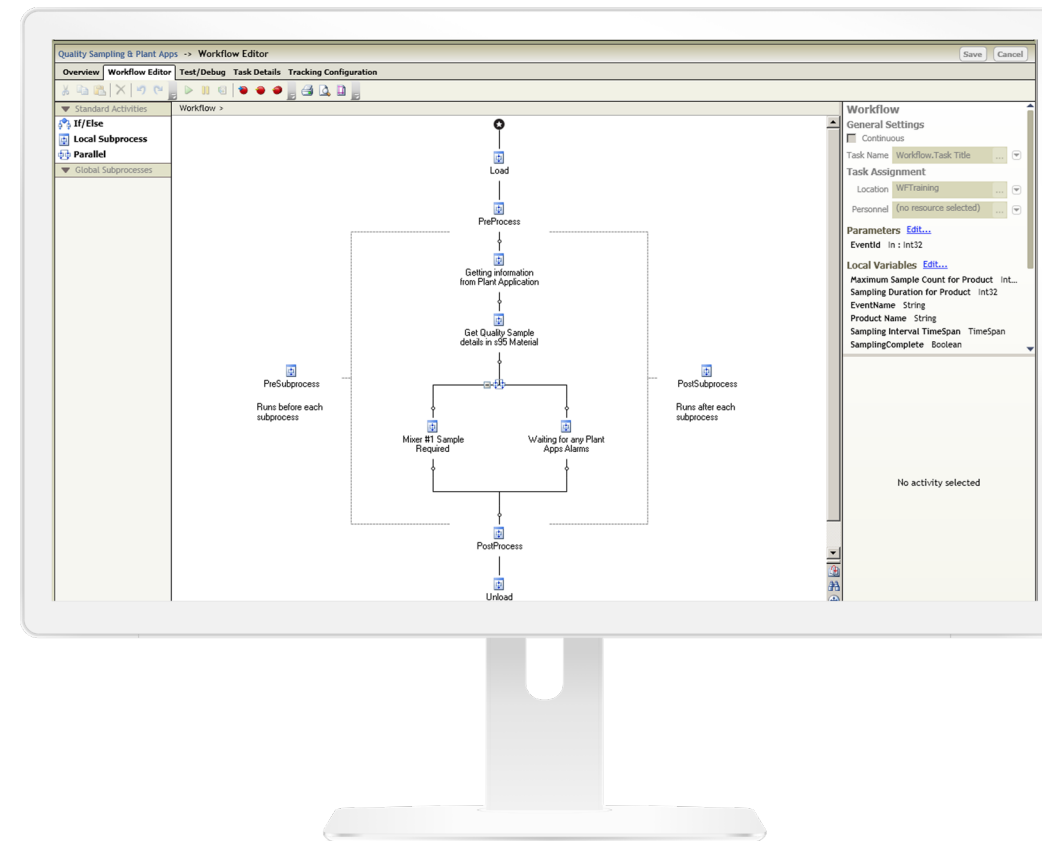 Quality Sampling & Plant Apps -> Workflow Editor
Save Cancel
Overview Workflow Editor Test/Debug Task Details Tracking Configuration
Standard Activities
If/Else
Local Subprocess
Parallel
Global Subprocesses
Workflow >
Load
PreProcess
Getting information
from Plant Application
Get Quality Sample
details in s95 Material
PreSubprocess
Runs before each
subprocess
PostSubprocess
Runs after each
subprocess
Mixer #1 Sample
Required
Waiting for any Plant
Apps Alarms
PostProcess
Unload
Workflow
General Settings
Continuous
Task Name Workflow.Task Title ...
Task Assignment
Location WFTraining ...
Personnel (no resource selected) ...
Parameters Edit...
EventId In : Int32
Local Variables Edit...
Maximum Sample Count for Product Int...
Sampling Duration for Product Int32
EventName String
Product Name String
Sampling Interval TimeSpan TimeSpan
SamplingComplete Boolean
No activity selected